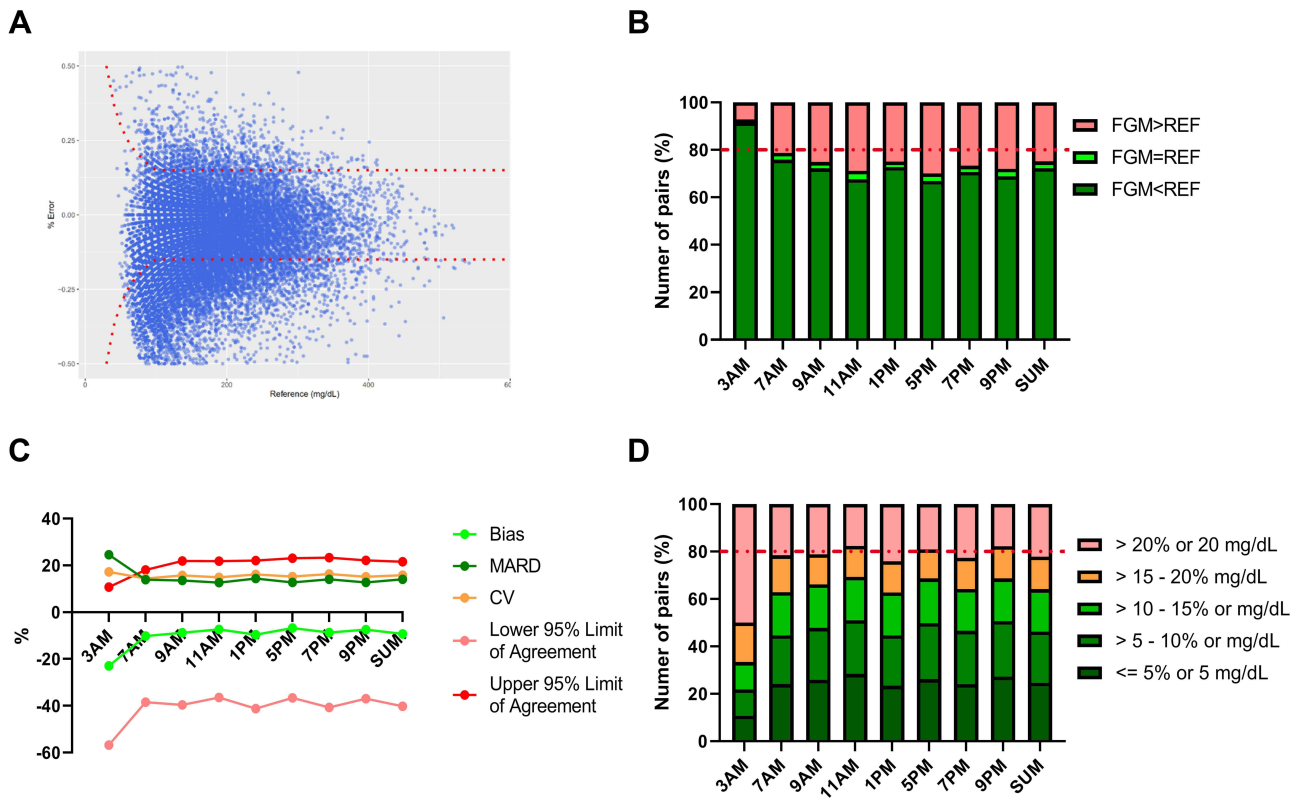 A
0.50
0.25
0.00
−0.25
−0.50
% Error
0
200
400
60
Reference (mg/dL)
B
100
80
60
40
20
0
Numer of pairs (%)
3AM
7AM
9AM
11AM
1PM
5PM
7PM
9PM
SUM
FGM>REF
FGM=REF
FGM<REF
C
40
20
0
-20
-40
-60
%
3AM
7AM
9AM
11AM
1PM
5PM
7PM
9PM
SUM
Bias
MARD
CV
Lower 95% Limit
of Agreement
Upper 95% Limit
of Agreement
D
100
80
60
40
20
0
Numer of pairs (%)
3AM
7AM
9AM
11AM
1PM
5PM
7PM
9PM
SUM
> 20% or 20 mg/dL
> 15 - 20% mg/dL
> 10 - 15% or mg/dL
> 5 - 10% or mg/dL
<= 5% or 5 mg/dL